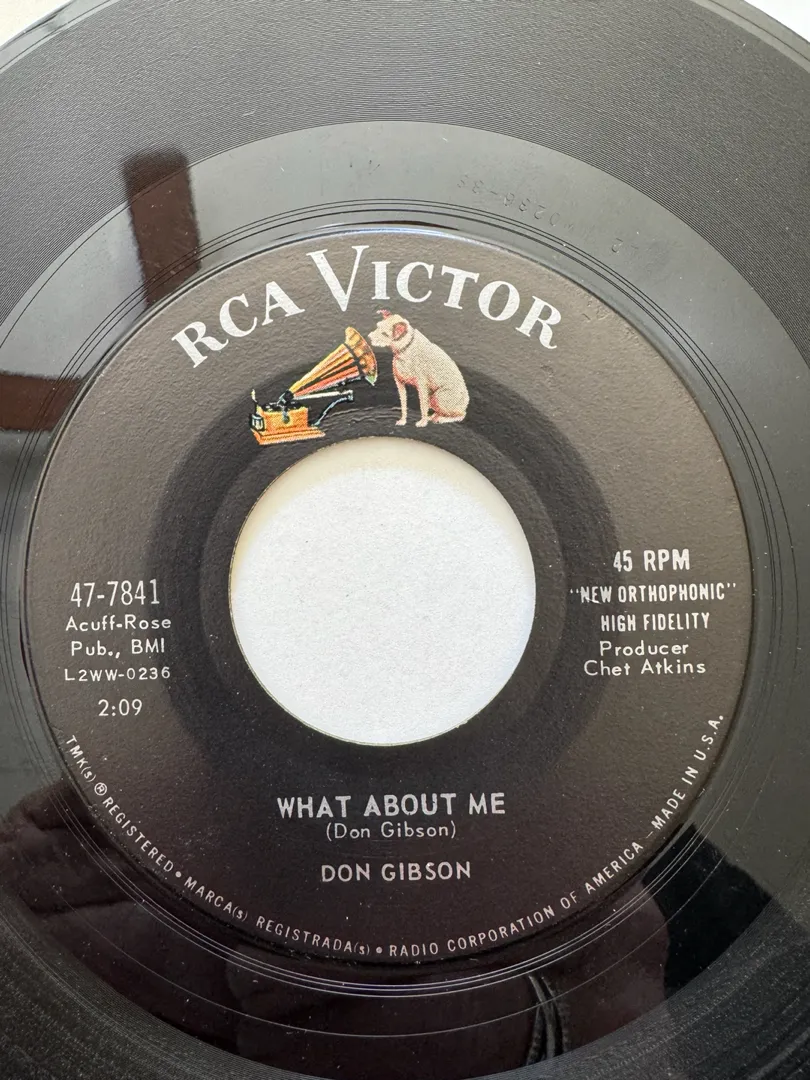 RCA VICTOR
47-7841
Acuff-Rose
Pub., BMI
L2WW-0236
2:09
45 RPM
"NEW ORTHOPHONIC"
HIGH FIDELITY
Producer
Chet Atkins
WHAT ABOUT ME
(Don Gibson)
DON GIBSON
TMK(s) ® REGISTERED • MARCA(s) REGISTRADA(s) • RADIO CORPORATION OF AMERICA—MADE IN U.S.A.